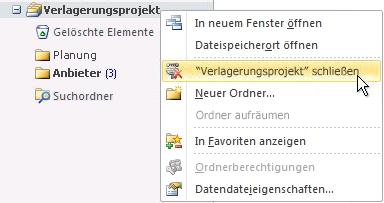 Verlagerungsprojekt
Gelöschte Elemente
Planung
Anbieter (3)
Suchordner
In neuem Fenster öffnen
Dateispeicherort öffnen
"Verlagerungsprojekt" schließen
Neuer Ordner...
Ordner aufräumen
In Favoriten anzeigen
Ordnerberechtigungen
Datendateieigenschaften...